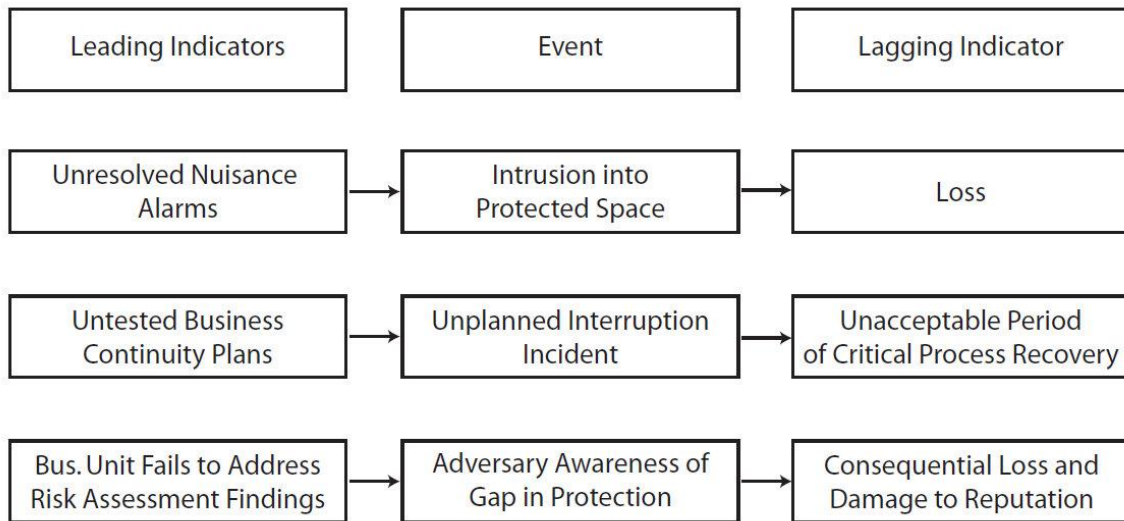 Leading Indicators
Event
Lagging Indicator
Unresolved Nuisance
Alarms
Intrusion into
Protected Space
Loss
Untested Business
Continuity Plans
Unplanned Interruption
Incident
Unacceptable Period
of Critical Process Recovery
Bus. Unit Fails to Address
Risk Assessment Findings
Adversary Awareness of
Gap in Protection
Consequential Loss and
Damage to Reputation